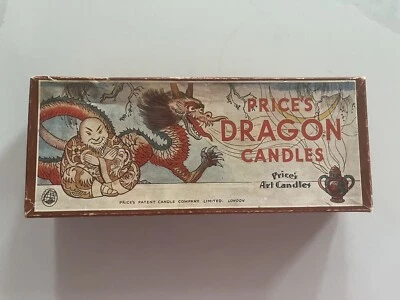 PRICE'S
DRAGON
CANDLES
Price's
Art Candles
PRICE'S PATENT CANDLE COMPANY, LIMITED. LONDON